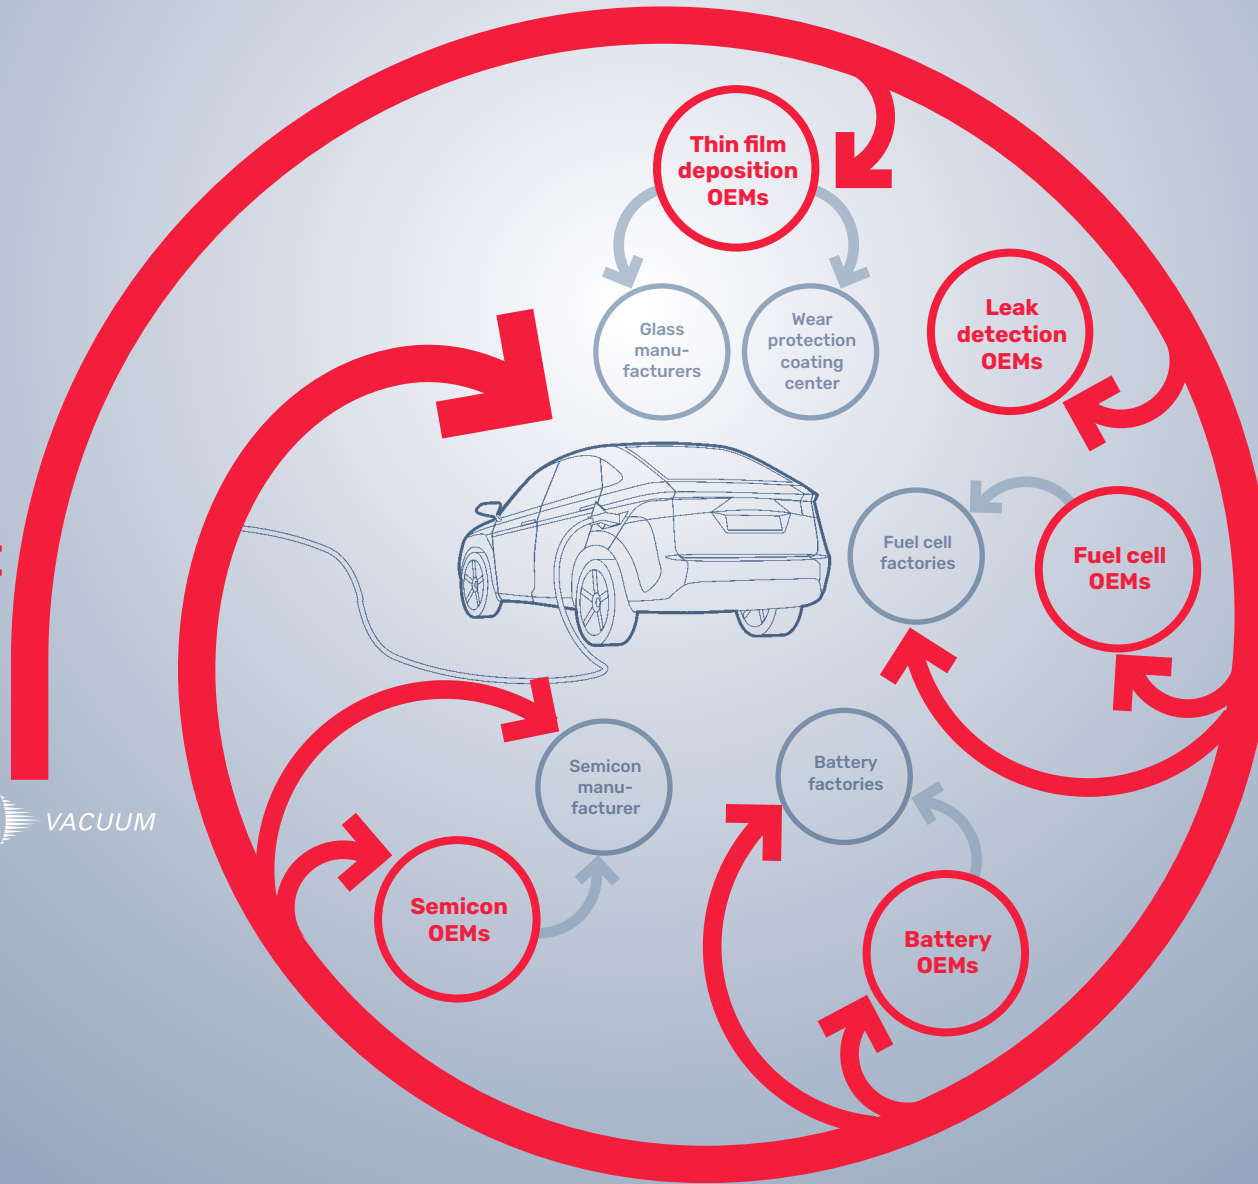 Thin film
deposition
OEMs
Glass
manu-
facturers
Wear
protection
coating
center
Leak
detection
OEMs
Fuel cell
factories
Fuel cell
OEMs
Semicon
manu-
facturer
Battery
factories
VACUUM
Semicon
OEMs
Battery
OEMs